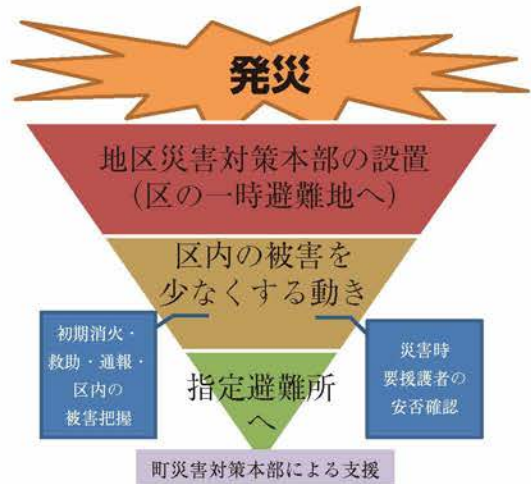 発災
地区災害対策本部の設置
（区の一時避難地へ）
区内の被害を
少なくする動き
初期消火・
救助・通報・
区内の
被害把握
災害時
要援護者の
安否確認
指定避難所
へ
町災害対策本部による支援